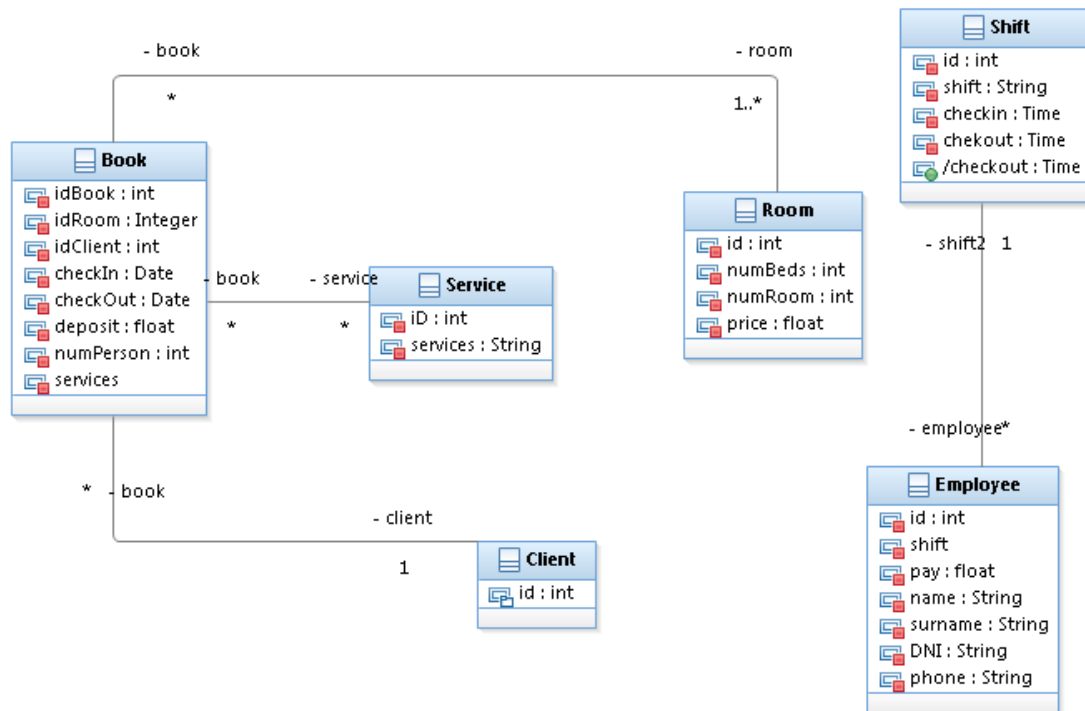 Shift
id : int
shift : String
checkin : Time
chekout : Time
/checkout : Time
- book
- room
*
1..*
Book
idBook : int
idRoom : Integer
idClient : int
checkIn : Date
checkOut : Date
deposit : float
numPerson : int
services
Room
id : int
numBeds : int
numRoom : int
price : float
- shift2 1
- book
- service
*
*
Service
iD : int
services : String
- employee*
* - book
- client
1
Client
id : int
Employee
id : int
shift
pay : float
name : String
surname : String
DNI : String
phone : String